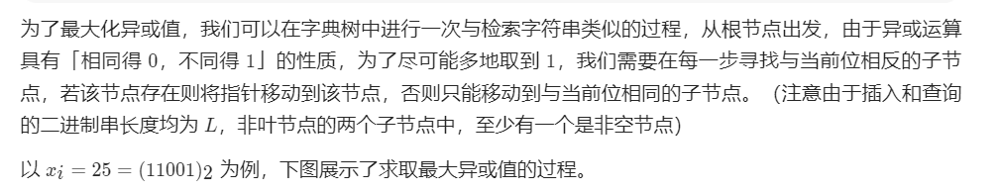 为了最大化异或值，我们可以在字典树中进行一次与检索字符串类似的过程，从根节点出发，由于异或运算
具有「相同得 0，不同得 1」的性质，为了尽可能多地取到 1，我们需要在每一步寻找与当前位相反的子节
点，若该节点存在则将指针移动到该节点，否则只能移动到与当前位相同的子节点。（注意由于插入和查询
的二进制串长度均为 L，非叶节点的两个子节点中，至少有一个是非空节点）
以 xi = 25 = (11001)2 为例，下图展示了求取最大异或值的过程。